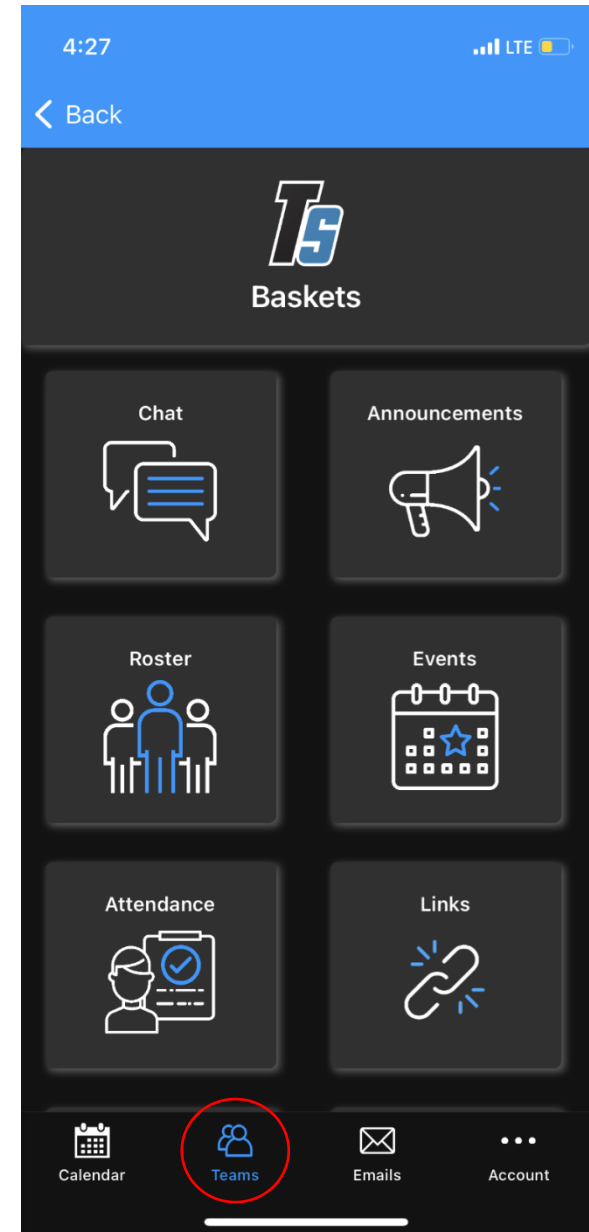 4:27 LTE
Back
TS
Baskets
Chat Announcements
Roster Events
Attendance Links
Calendar Teams Emails Account